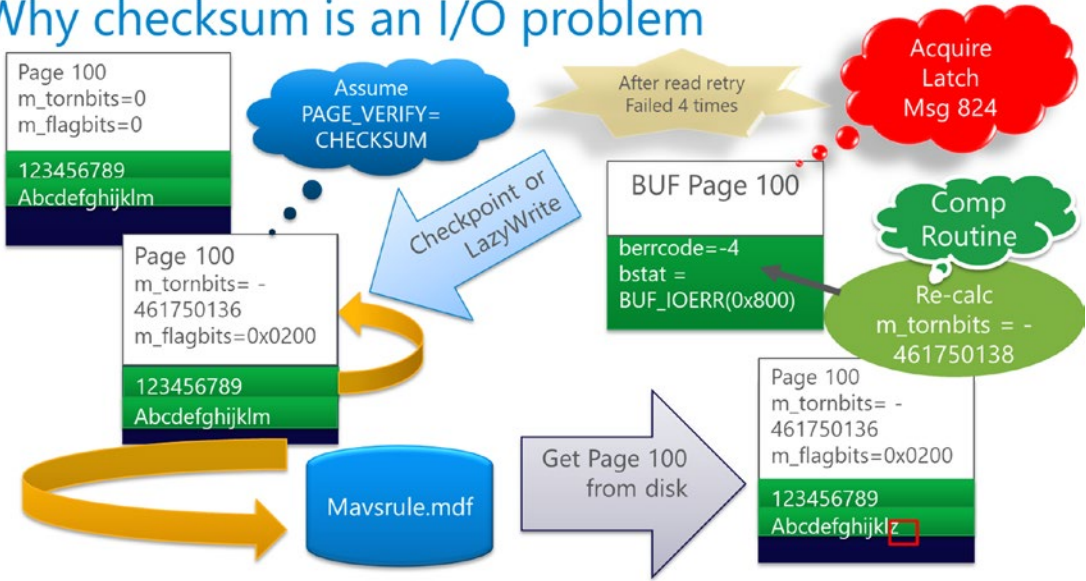 Why checksum is an I/O problem
Page 100
m_tornbits=0
m_flagbits=0
123456789
Abcdefghijklm
Assume
PAGE_VERIFY=
CHECKSUM
After read retry
Failed 4 times
Acquire
Latch
Msg 824
Checkpoint or
LazyWrite
BUF Page 100
berrcode=-4
bstat =
BUF_IOERR(0x800)
Comp
Routine
Re-calc
m_tornbits = -
461750138
Page 100
m_tornbits= -
461750136
m_flagbits=0x0200
123456789
Abcdefghijklm
Mavsrule.mdf
Get Page 100
from disk
Page 100
m_tornbits= -
461750136
m_flagbits=0x0200
123456789
Abcdefghijklz